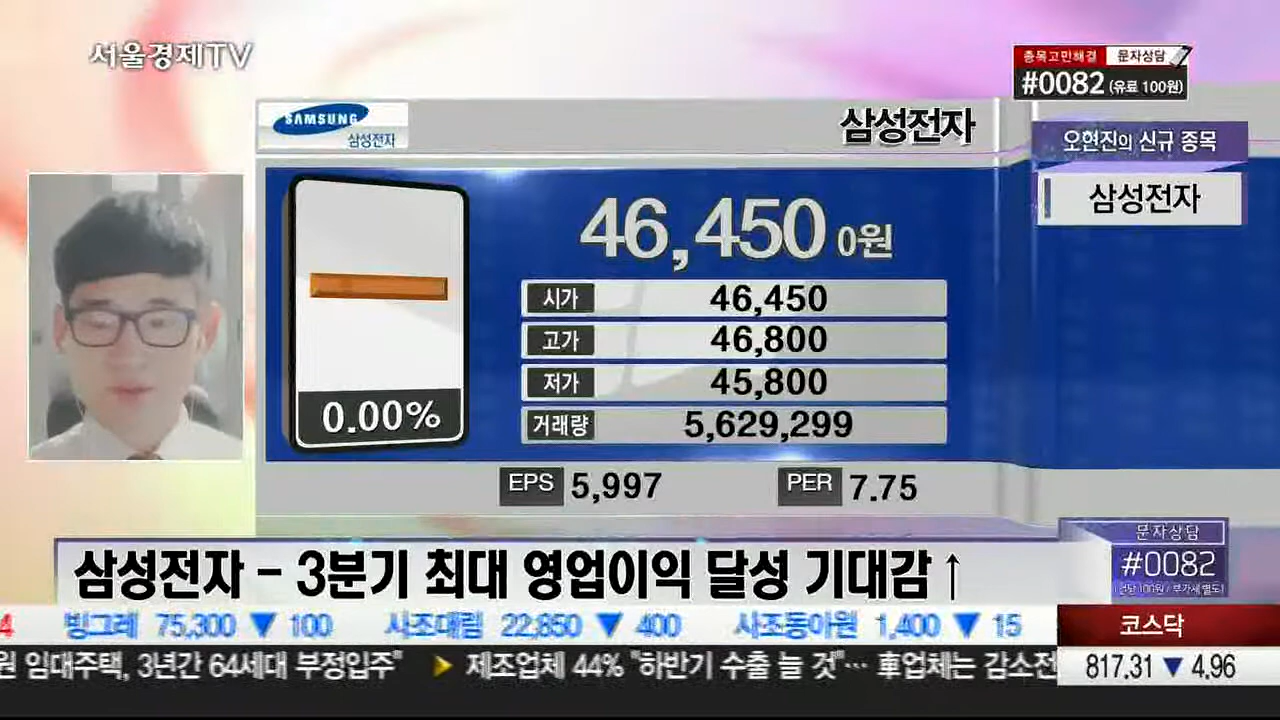 서울경제TV
종목고민해결 문자상담
#0082 (유료 100원)
SAMSUNG
삼성전자
삼성전자
오현진의 신규 종목
삼성전자
46,450 0원
시가 46,450
고가 46,800
저가 45,800
0.00%
거래량 5,629,299
EPS 5,997 PER 7.75
문자상담
#0082
삼성전자 - 3분기 최대 영업이익 달성 기대감↑
4 빙그레 75,300 ▼ 100 사조대림 22,850 ▼ 400 사조동아원 1,400 ▼ 15
코스닥
원 임대주택, 3년간 64세대 부정입주” ▶ 제조업체 44% "하반기 수출 늘 것"… 車업체는 감소전
817.31 ▼ 4.96